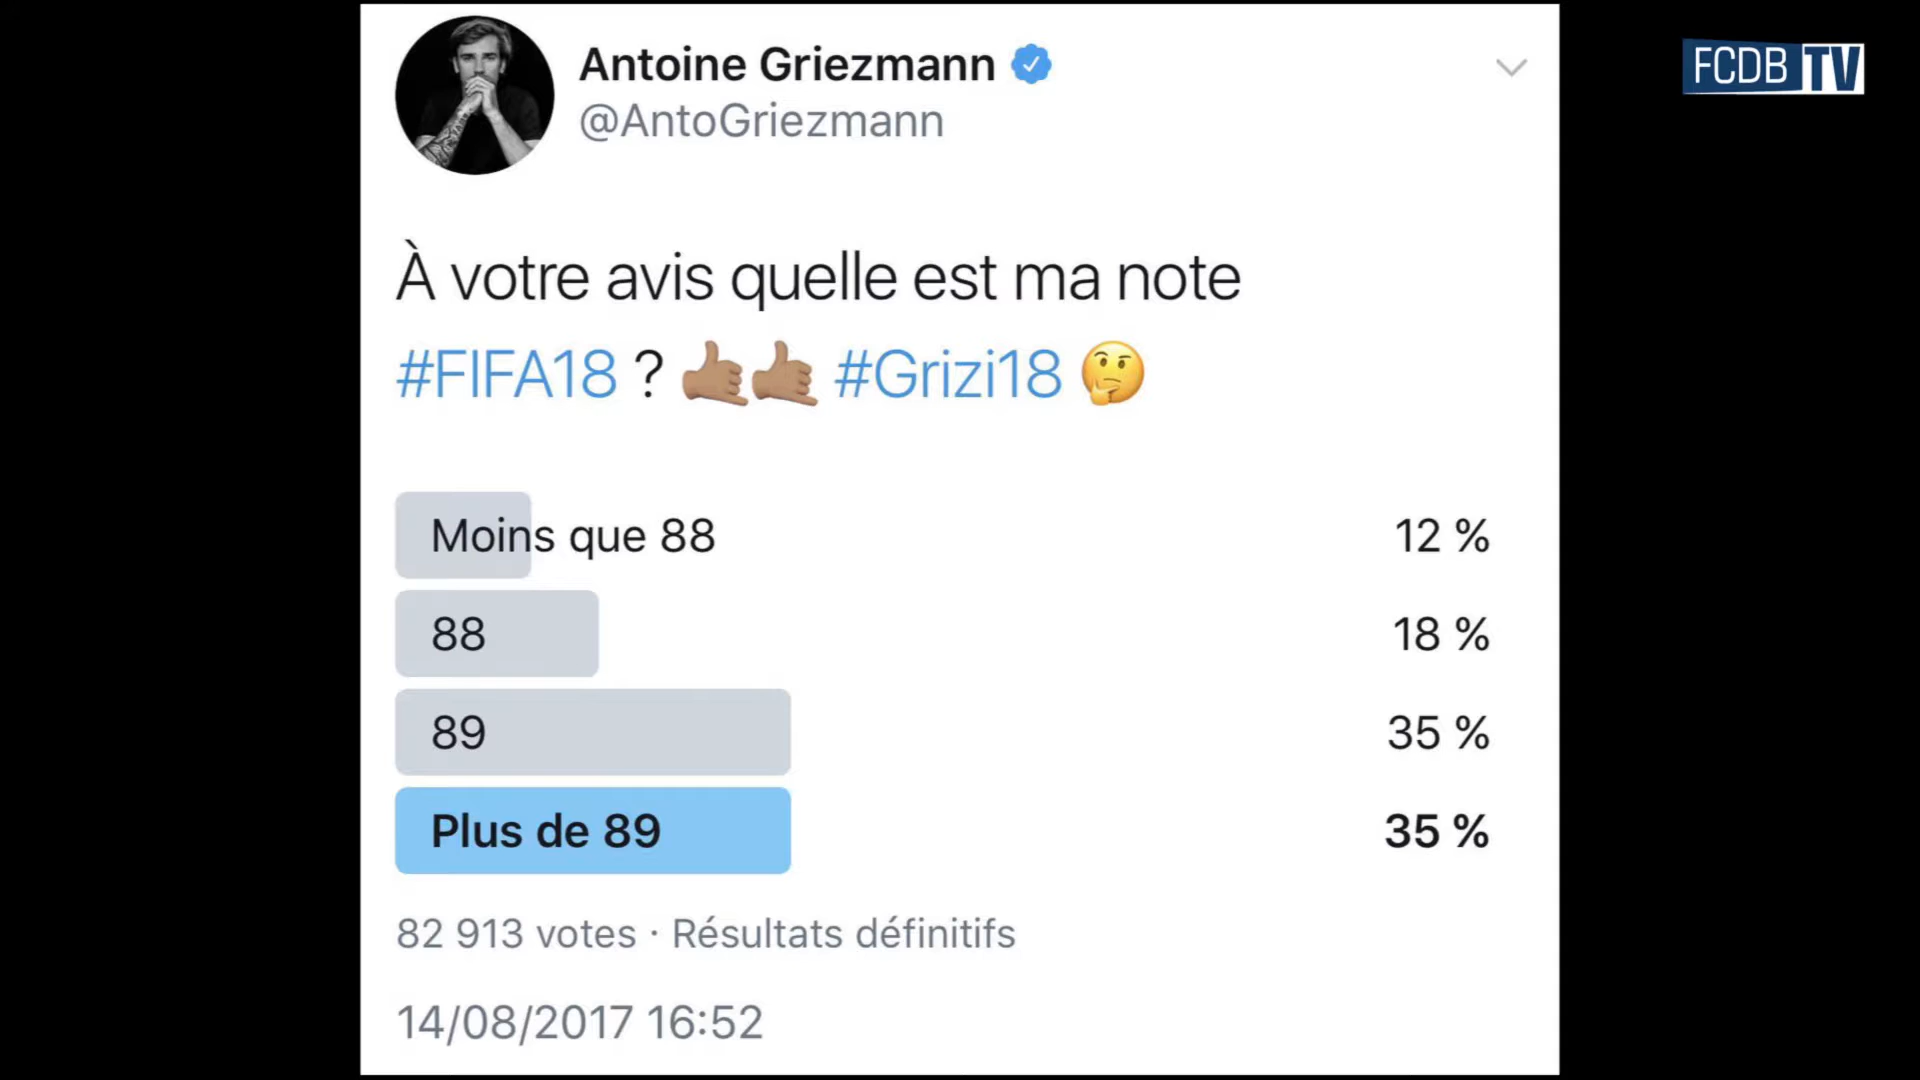 Antoine Griezmann
@AntoGriezmann
FCDB TV
À votre avis quelle est ma note
#FIFA18 ? 🤙🏽🤙🏽 #Grizi18 🤔
Moins que 88 12 %
88 18 %
89 35 %
Plus de 89 35 %
82 913 votes · Résultats définitifs
14/08/2017 16:52